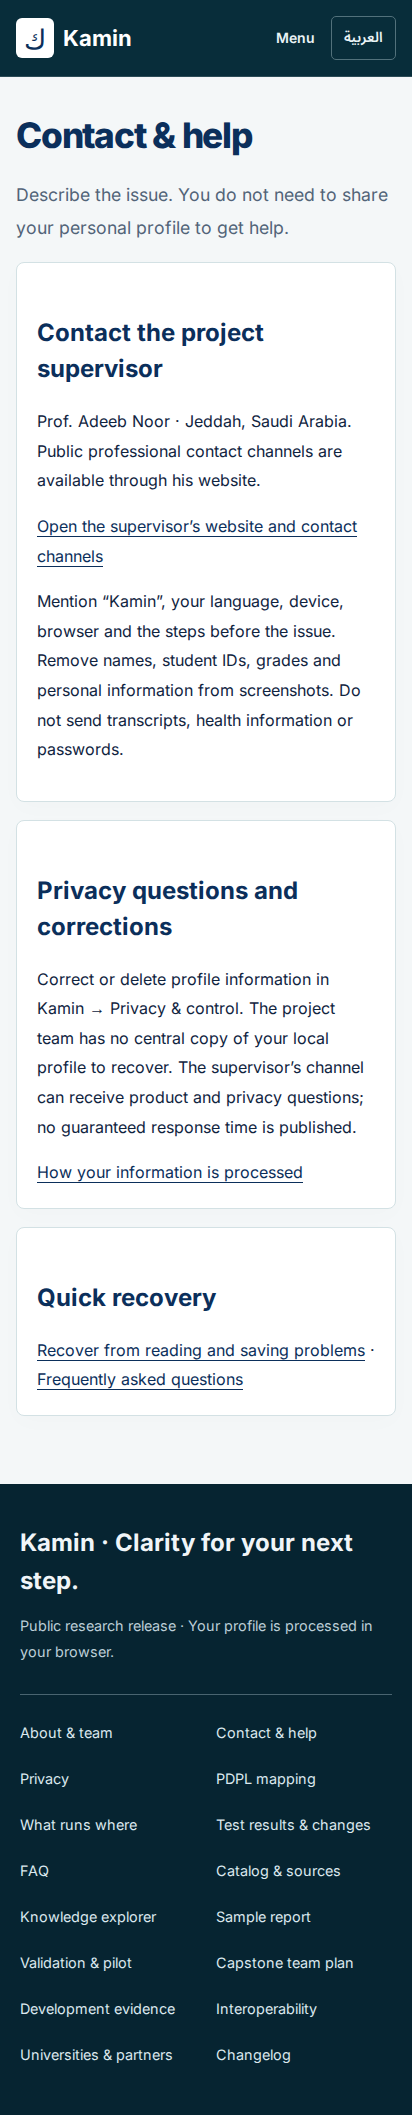 ك Kamin Menu العربية
Contact & help
Describe the issue. You do not need to share
your personal profile to get help.
Contact the project
supervisor
Prof. Adeeb Noor · Jeddah, Saudi Arabia.
Public professional contact channels are
available through his website.
Open the supervisor’s website and contact
channels
Mention “Kamin”, your language, device,
browser and the steps before the issue.
Remove names, student IDs, grades and
personal information from screenshots. Do
not send transcripts, health information or
passwords.
Privacy questions and
corrections
Correct or delete profile information in
Kamin → Privacy & control. The project
team has no central copy of your local
profile to recover. The supervisor’s channel
can receive product and privacy questions;
no guaranteed response time is published.
How your information is processed
Quick recovery
Recover from reading and saving problems ·
Frequently asked questions
Kamin · Clarity for your next
step.
Public research release · Your profile is processed in
your browser.
About & team Contact & help
Privacy PDPL mapping
What runs where Test results & changes
FAQ Catalog & sources
Knowledge explorer Sample report
Validation & pilot Capstone team plan
Development evidence Interoperability
Universities & partners Changelog